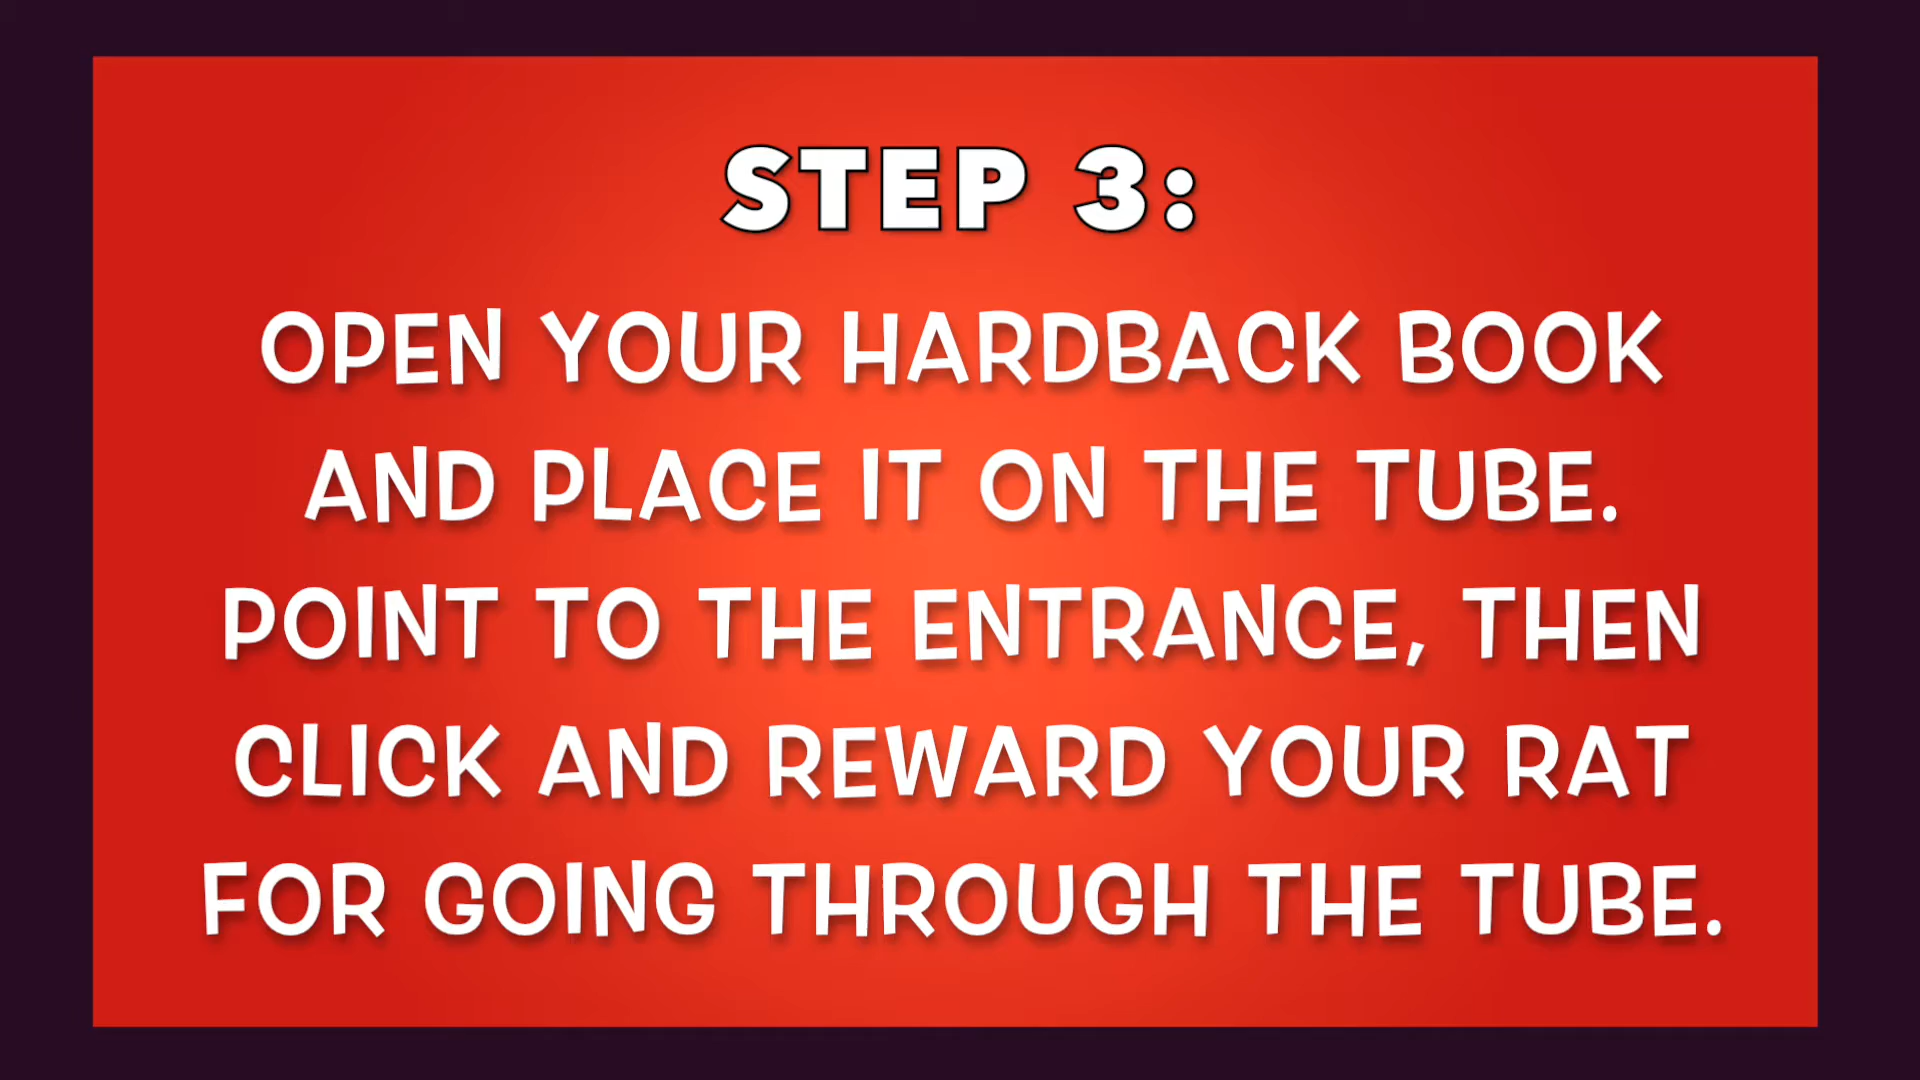 STEP 3:
OPEN YOUR HARDBACK BOOK
AND PLACE IT ON THE TUBE.
POINT TO THE ENTRANCE, THEN
CLICK AND REWARD YOUR RAT
FOR GOING THROUGH THE TUBE.